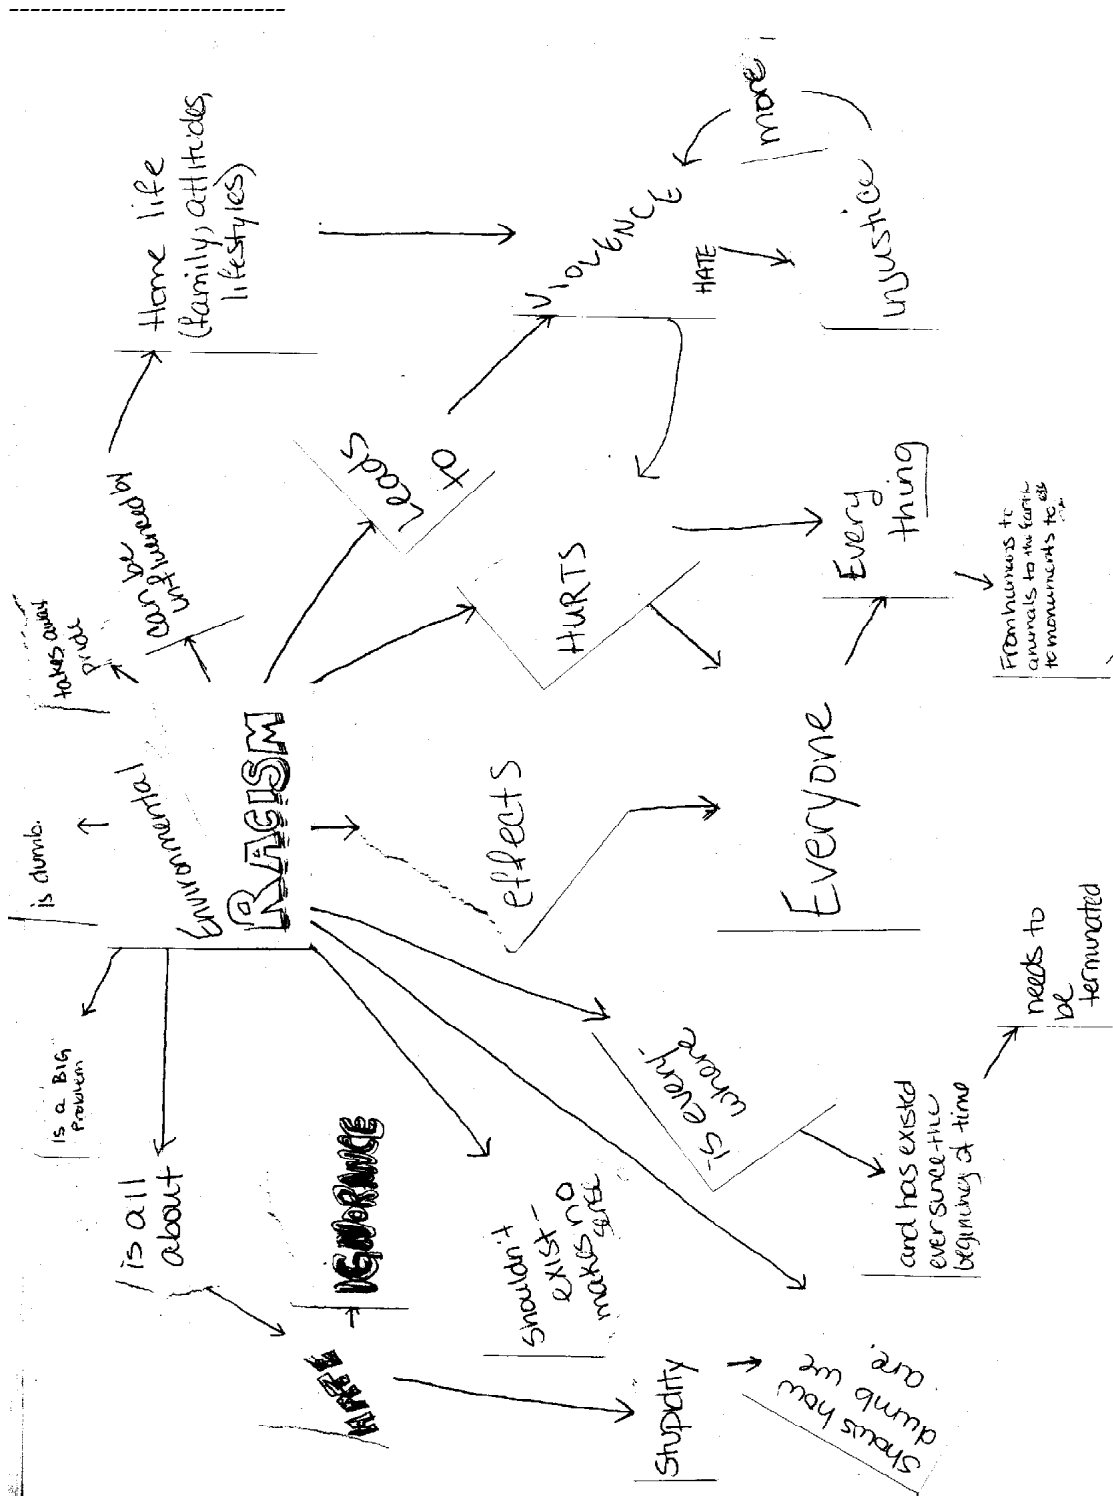 is dumb.
takes away
pride
Environmental
RACISM
Is a BIG
Problem
is all
about
HATE
IGNORANCE
Stupidity
shows how
dumb we
are.
shouldn't
exist-
makes no
sense
is every-
where
and has existed
ever since the
beginning of time
needs to
be
terminated
effects
Everyone
HURTS
Every
thing
From humans to
animals to the Earth
to monuments to
Leads
to
VIOLENCE
HATE
injustice
more
can be
influenced by
Home life
(family, attitides,
lifestyles)